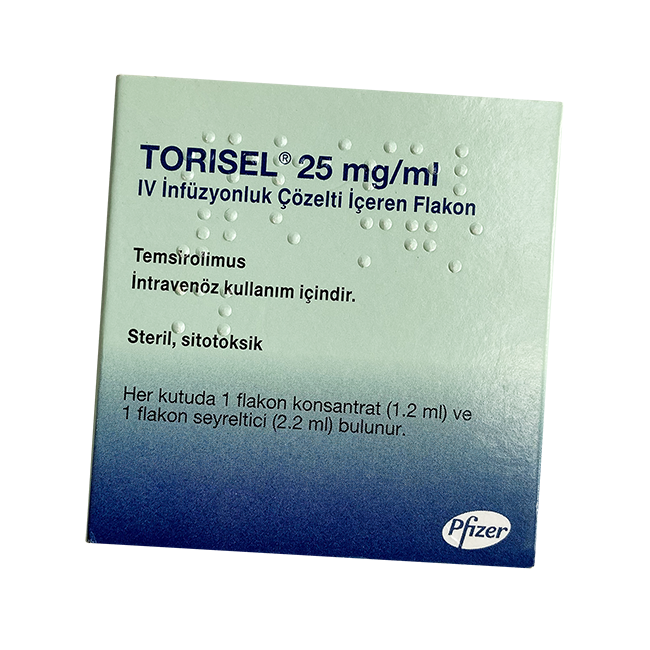 TORISEL® 25 mg/ml
IV İnfüzyonluk Çözelti İçeren Flakon
Temsirolimus
İntravenöz kullanım içindir.
Steril, sitotoksik
Her kutuda 1 flakon konsantrat (1.2 ml) ve
1 flakon seyreltici (2.2 ml) bulunur.
Pfizer